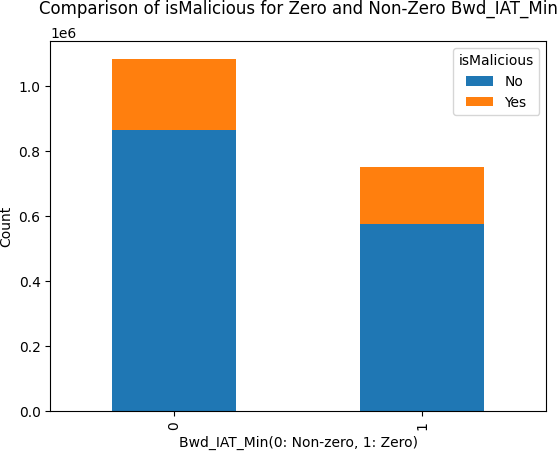 Comparison of isMalicious for Zero and Non-Zero Bwd_IAT_Min
1e6
isMalicious
No
Yes
1.0
0.8
0.6
0.4
0.2
0.0
Count
0
1
Bwd_IAT_Min(0: Non-zero, 1: Zero)